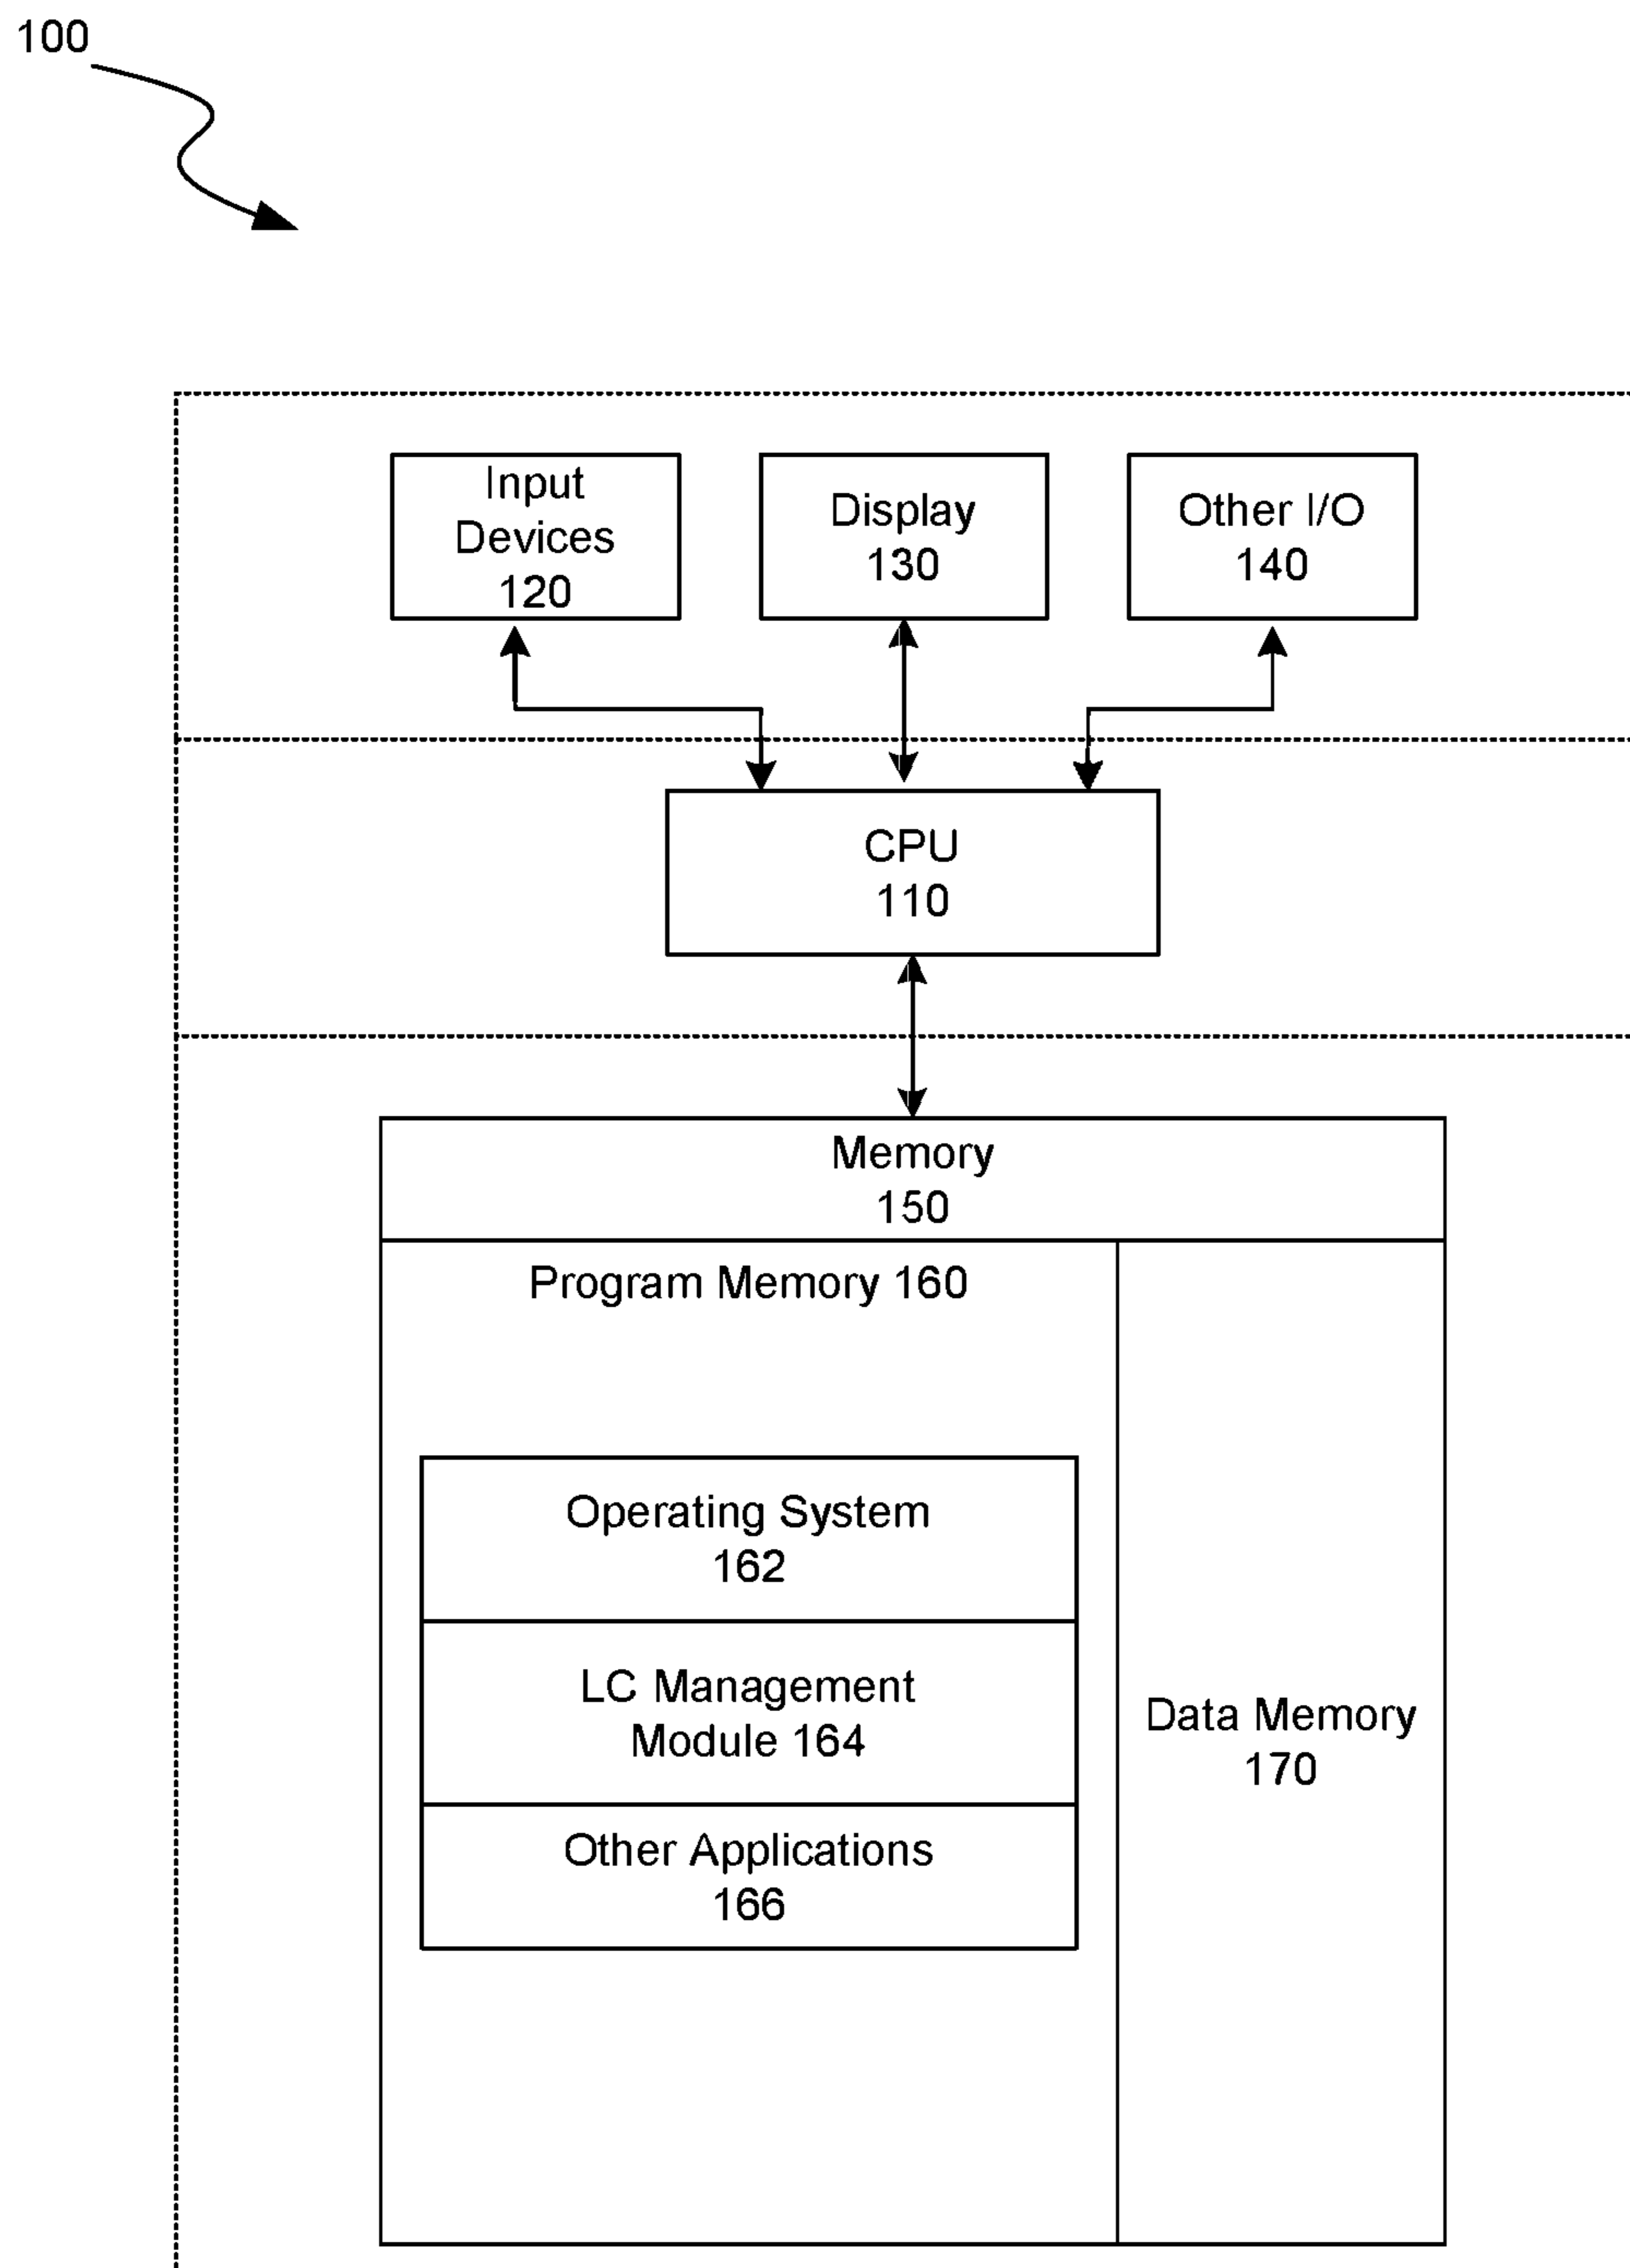 100
Input
Devices
120
Display
130
Other I/O
140
CPU
110
Memory
150
Program Memory 160
Operating System
162
LC Management
Module 164
Other Applications
166
Data Memory
170